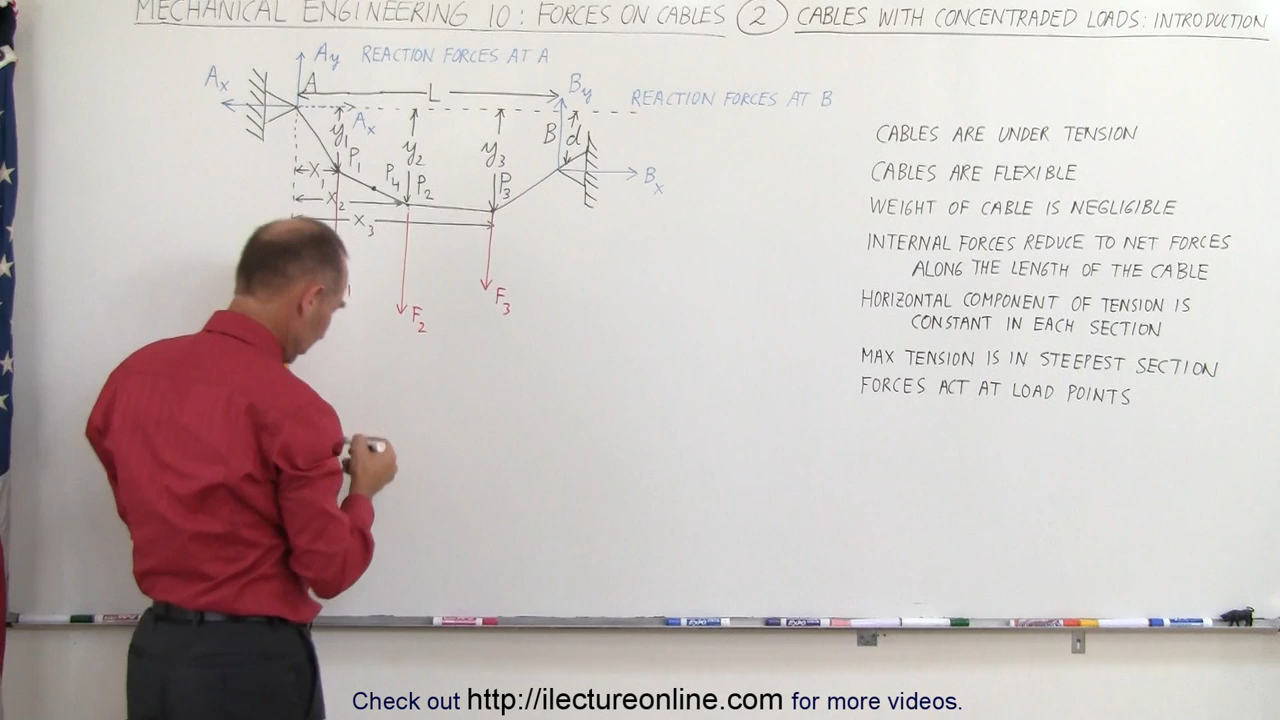 MECHANICAL ENGINEERING 10: FORCES ON CABLES 2 CABLES WITH CONCENTRADED LOADS: INTRODUCTION
Ay REACTION FORCES AT A
Ax A L By REACTION FORCES AT B
Ax B d
y1 y2 y3
P1 P4 P2 P3 Bx
X1
X2
X3
1 F2 F3
CABLES ARE UNDER TENSION
CABLES ARE FLEXIBLE
WEIGHT OF CABLE IS NEGLIGIBLE
INTERNAL FORCES REDUCE TO NET FORCES
ALONG THE LENGTH OF THE CABLE
HORIZONTAL COMPONENT OF TENSION IS
CONSTANT IN EACH SECTION
MAX TENSION IS IN STEEPEST SECTION
FORCES ACT AT LOAD POINTS
Check out http://ilectureonline.com for more videos.